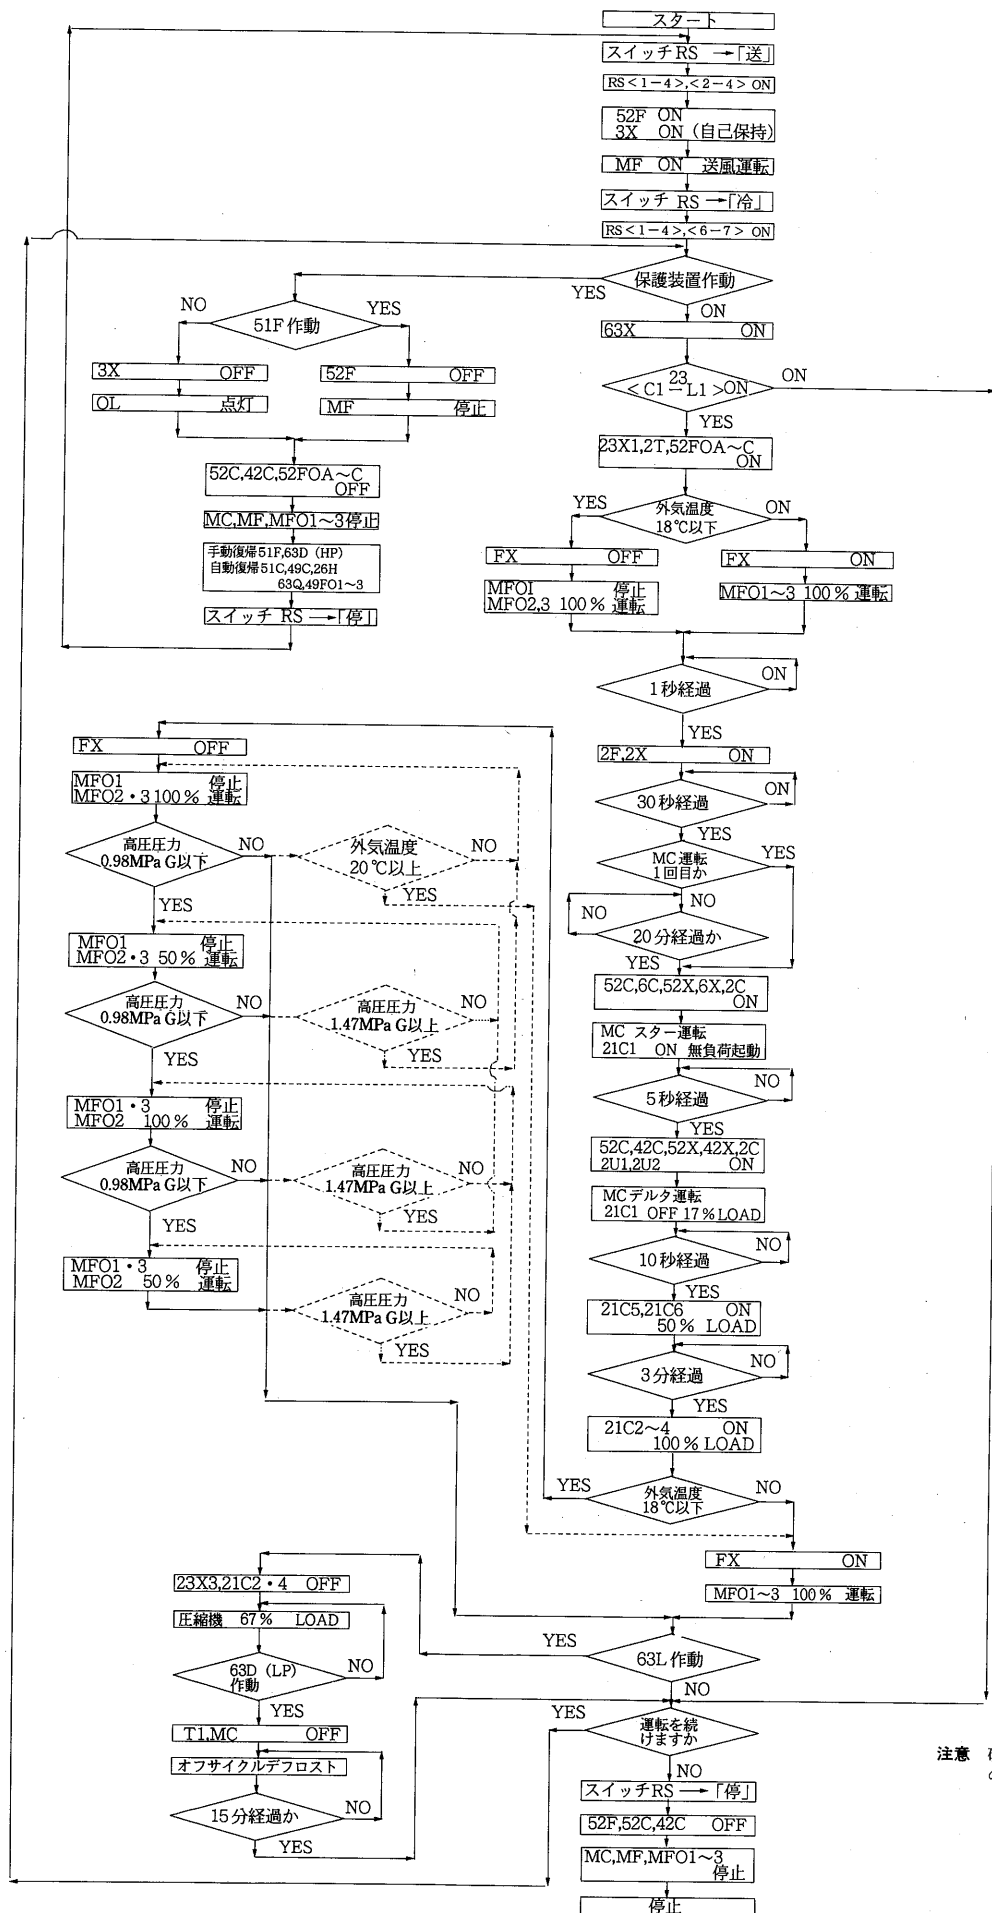 スタート
スイッチRS →「送」
RS<1-4>,<2-4> ON
52F ON
3X ON (自己保持)
MF ON 送風運転
スイッチ RS →「冷」
RS<1-4>,<6-7> ON
保護装置作動
YES
ON
63X ON
23
<C1-L1>ON
ON
YES
23X1,2T,52FOA~C
ON
外気温度
18℃以下
YES
ON
FX OFF
FX ON
MFO1 停止
MFO2,3 100% 運転
MFO1~3 100% 運転
1秒経過
ON
YES
2F,2X ON
30秒経過
ON
YES
MC運転
1回目か
YES
NO
20分経過か
NO
YES
52C,6C,52X,6X,2C
ON
MC スター運転
21C1 ON 無負荷起動
5秒経過
NO
YES
52C,42C,52X,42X,2C
2U1,2U2 ON
MCデルタ運転
21C1 OFF 17%LOAD
10秒経過
NO
YES
21C5,21C6 ON
50% LOAD
3分経過
NO
YES
21C2~4 ON
100%LOAD
外気温度
18℃以下
YES
NO
FX ON
MFO1~3 100% 運転
63L作動
YES
NO
運転を続
けますか
YES
NO
スイッチRS →「停」
52F,52C,42C OFF
MC,MF,MFO1~3
停止
停止
51F作動
NO
YES
3X OFF
OL 点灯
52F OFF
MF 停止
52C,42C,52FOA~C
OFF
MC,MF,MFO1~3停止
手動復帰51F,63D (HP)
自動復帰51C,49C,26H
63Q,49FO1~3
スイッチ RS →「停」
FX OFF
MFO1 停止
MFO2・3 100% 運転
高圧圧力
0.98MPa G以下
NO
YES
外気温度
20℃以上
NO
YES
MFO1 停止
MFO2・3 50% 運転
高圧圧力
0.98MPa G以下
NO
YES
高圧圧力
1.47MPa G以上
NO
YES
MFO1・3 停止
MFO2 100% 運転
高圧圧力
0.98MPa G以下
NO
YES
高圧圧力
1.47MPa G以上
NO
YES
MFO1・3 停止
MFO2 50% 運転
高圧圧力
1.47MPa G以上
NO
YES
23X3,21C2・4 OFF
圧縮機 67% LOAD
63D (LP)
作動
NO
YES
T1,MC OFF
オフサイクルデフロスト
15分経過か
NO
YES
注意